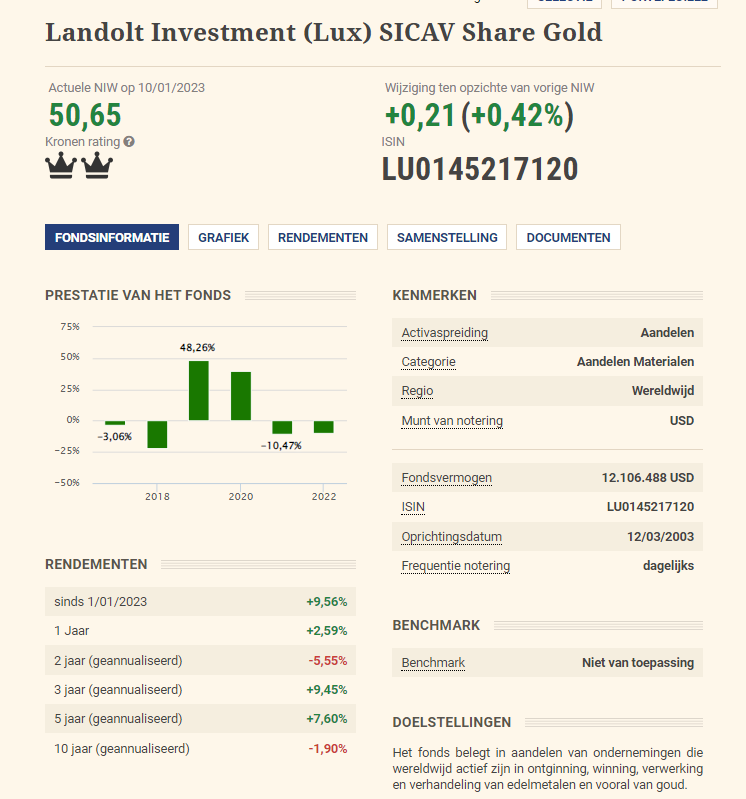 Landolt Investment (Lux) SICAV Share Gold
Actuele NIW op 10/01/2023
50,65
Kronen rating
Wijziging ten opzichte van vorige NIW
+0,21 (+0,42%)
ISIN
LU0145217120
FONDSINFORMATIE GRAFIEK RENDEMENTEN SAMENSTELLING DOCUMENTEN
PRESTATIE VAN HET FONDS
75%
50%
25%
0%
−25%
−50%
48,26%
−3,06%
−10,47%
2018 2020 2022
RENDEMENTEN
sinds 1/01/2023 +9,56%
1 Jaar +2,59%
2 jaar (geannualiseerd) -5,55%
3 jaar (geannualiseerd) +9,45%
5 jaar (geannualiseerd) +7,60%
10 jaar (geannualiseerd) -1,90%
KENMERKEN
Activaspreiding Aandelen
Categorie Aandelen Materialen
Regio Wereldwijd
Munt van notering USD
Fondsvermogen 12.106.488 USD
ISIN LU0145217120
Oprichtingsdatum 12/03/2003
Frequentie notering dagelijks
BENCHMARK
Benchmark Niet van toepassing
DOELSTELLINGEN
Het fonds belegt in aandelen van ondernemingen die
wereldwijd actief zijn in ontginning, winning, verwerking
en verhandeling van edelmetalen en vooral van goud.